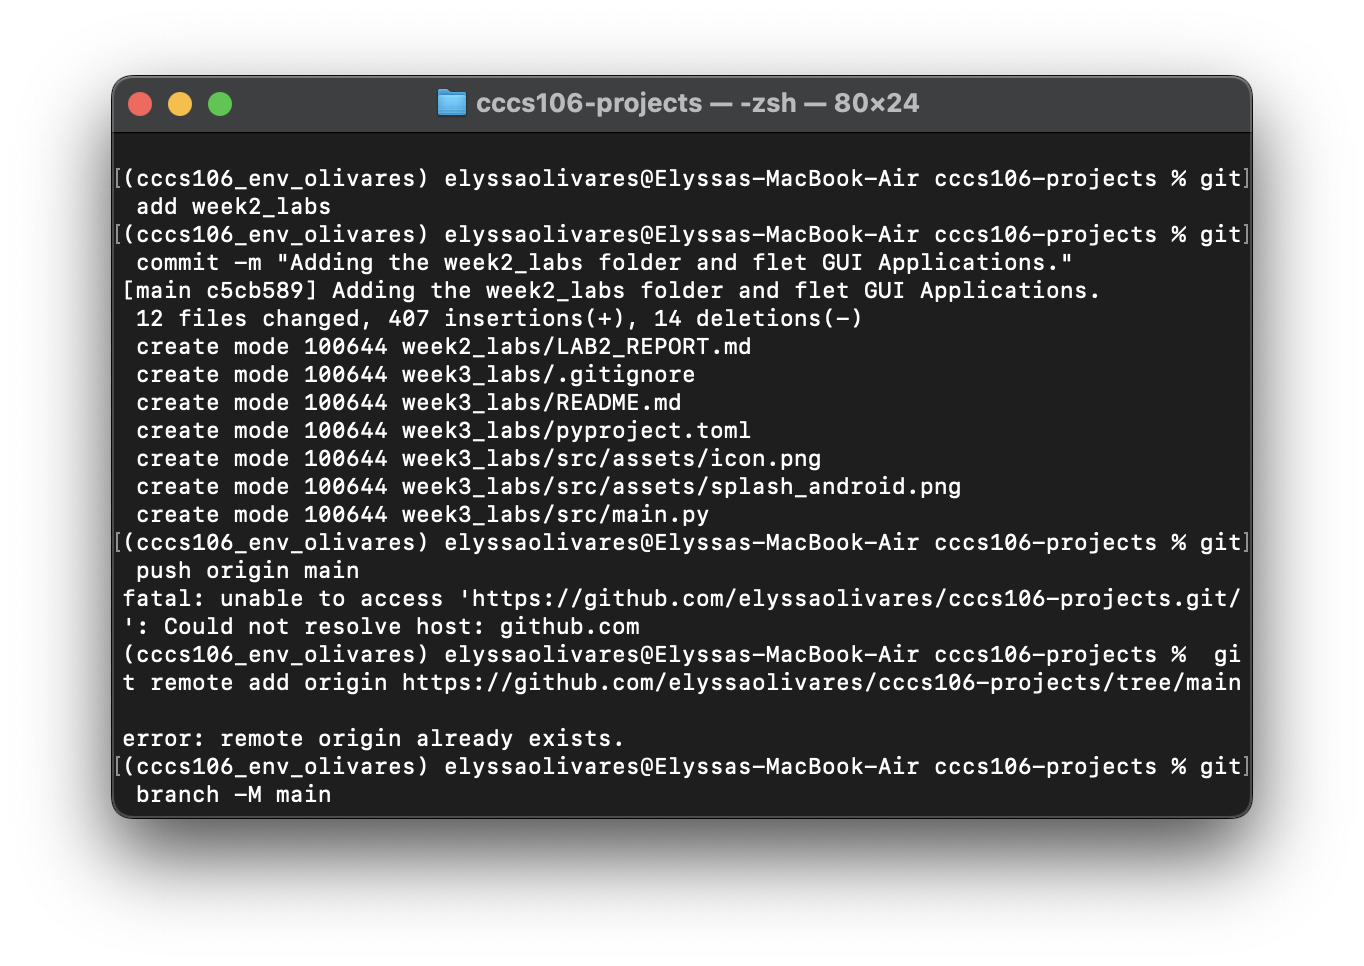 cccs106-projects — -zsh — 80×24
[(cccs106_env_olivares) elyssaolivares@Elyssas-MacBook-Air cccs106-projects % git]
 add week2_labs
[(cccs106_env_olivares) elyssaolivares@Elyssas-MacBook-Air cccs106-projects % git]
 commit -m "Adding the week2_labs folder and flet GUI Applications."
[main c5cb589] Adding the week2_labs folder and flet GUI Applications.
 12 files changed, 407 insertions(+), 14 deletions(-)
 create mode 100644 week2_labs/LAB2_REPORT.md
 create mode 100644 week3_labs/.gitignore
 create mode 100644 week3_labs/README.md
 create mode 100644 week3_labs/pyproject.toml
 create mode 100644 week3_labs/src/assets/icon.png
 create mode 100644 week3_labs/src/assets/splash_android.png
 create mode 100644 week3_labs/src/main.py
[(cccs106_env_olivares) elyssaolivares@Elyssas-MacBook-Air cccs106-projects % git]
 push origin main
fatal: unable to access 'https://github.com/elyssaolivares/cccs106-projects.git/
': Could not resolve host: github.com
(cccs106_env_olivares) elyssaolivares@Elyssas-MacBook-Air cccs106-projects %  gi
t remote add origin https://github.com/elyssaolivares/cccs106-projects/tree/main
error: remote origin already exists.
[(cccs106_env_olivares) elyssaolivares@Elyssas-MacBook-Air cccs106-projects % git]
 branch -M main